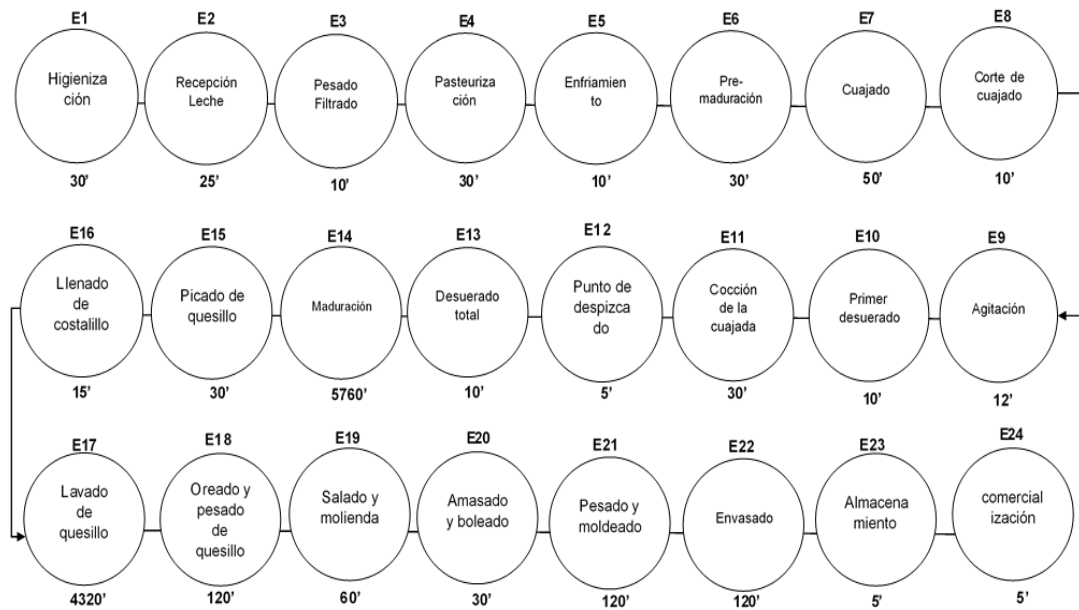 E1 E2 E3 E4 E5 E6 E7 E8
Higieniza
ción
Recepción
Leche
Pesado
Filtrado
Pasteuriza
ción
Enfriamien
to
Pre-
maduración
Cuajado
Corte de
cuajado
30’ 25’ 10’ 30’ 10’ 30’ 50’ 10’
E16 E15 E14 E13 E12 E11 E10 E9
Llenado
de
costalillo
Picado de
quesillo
Maduración
Desuerado
total
Punto de
despizca
do
Cocción
de la
cuajada
Primer
desuerado
Agitación
15’ 30’ 5760’ 10’ 5’ 30’ 10’ 12’
E17 E18 E19 E20 E21 E22 E23 E24
Lavado
de
quesillo
Oreado y
pesado
de
quesillo
Salado y
molienda
Amasado
y boleado
Pesado y
moldeado
Envasado
Almacena
miento
comercial
ización
4320’ 120’ 60’ 30’ 120’ 120’ 5’ 5’